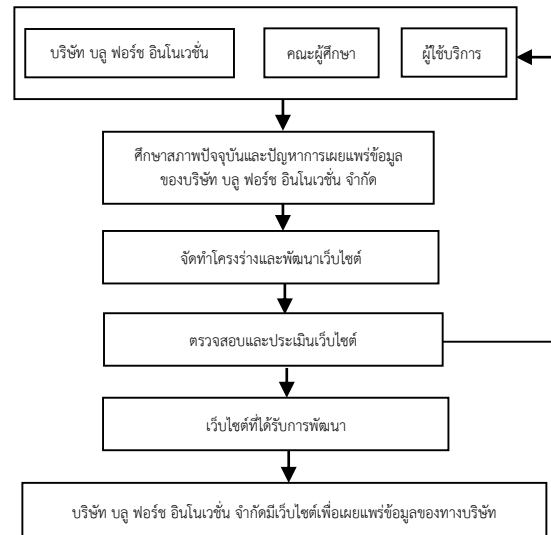 บริษัท บลู ฟอร์ช อินโนเวชั่น
คณะผู้ศึกษา
ผู้ใช้บริการ
ศึกษาสภาพปัจจุบันและปัญหาการเผยแพร่ข้อมูล
ของบริษัท บลู ฟอร์ช อินโนเวชั่น จำกัด
จัดทำโครงร่างและพัฒนาเว็บไซต์
ตรวจสอบและประเมินเว็บไซต์
เว็บไซต์ที่ได้รับการพัฒนา
บริษัท บลู ฟอร์ช อินโนเวชั่น จำกัดมีเว็บไซต์เพื่อเผยแพร่ข้อมูลของทางบริษัท